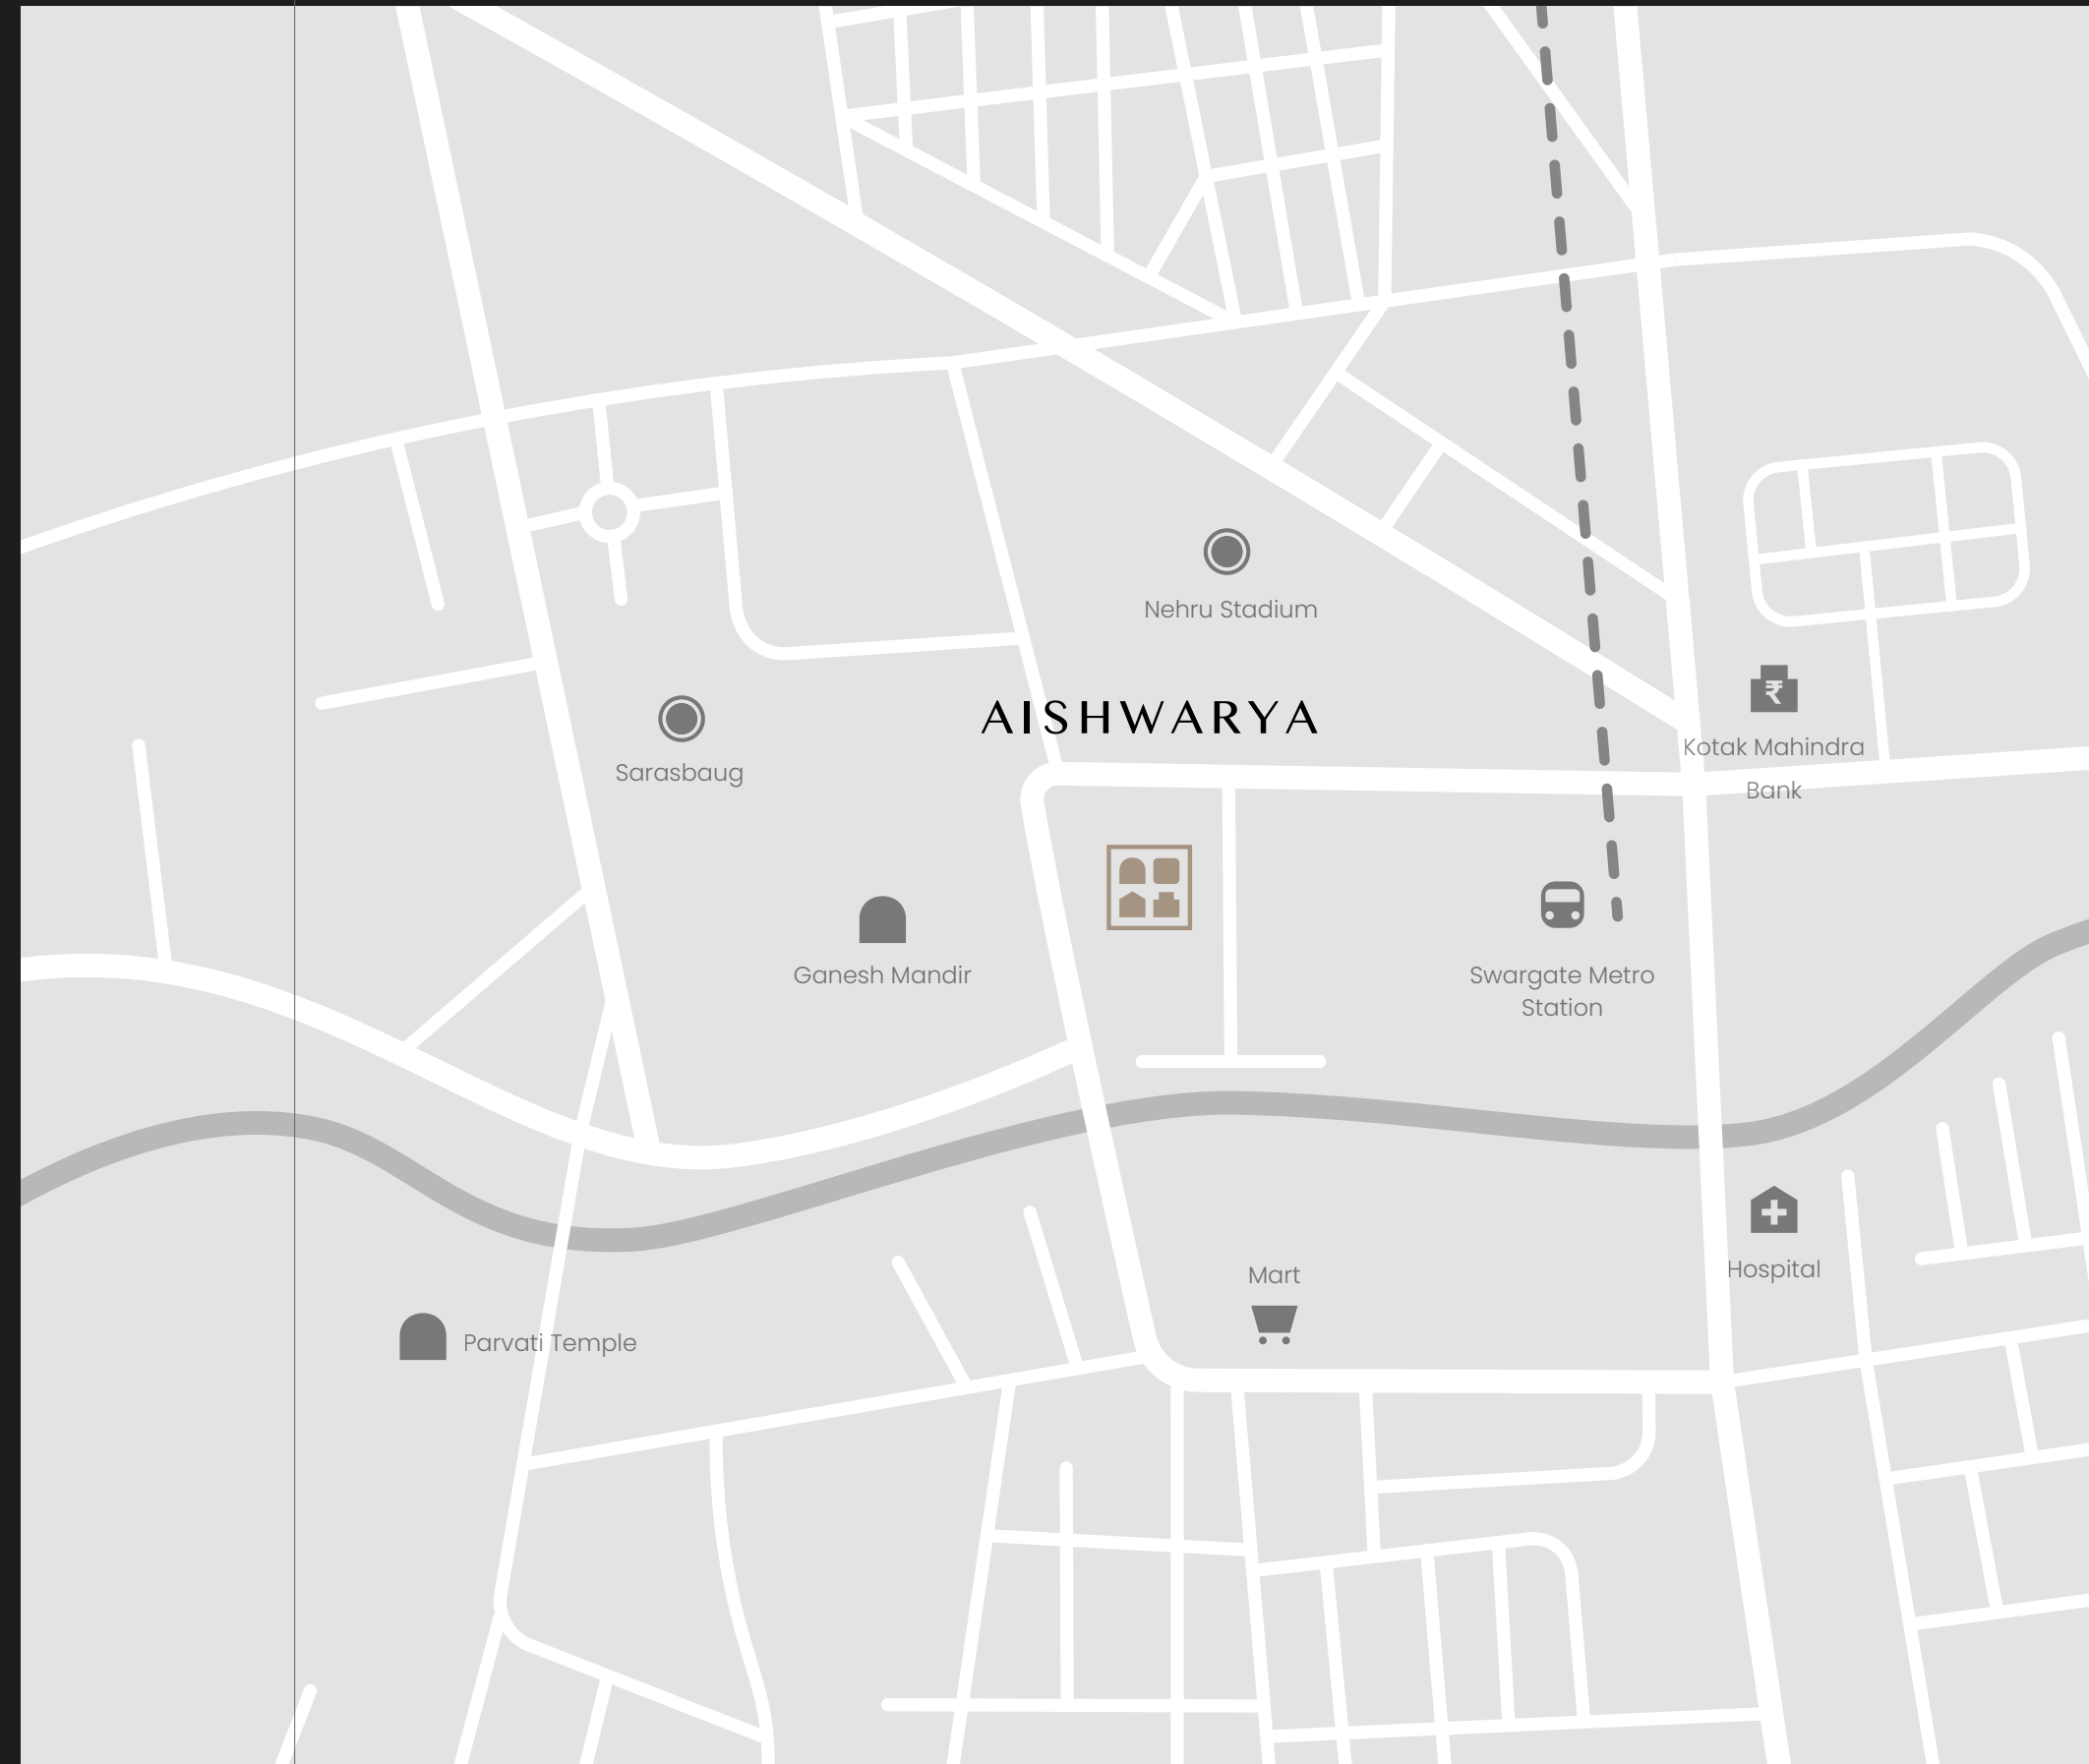 Nehru Stadium
AISHWARYA
Sarasbaug
Kotak Mahindra
Bank
Ganesh Mandir
Swargate Metro
Station
Hospital
Mart
Parvati Temple